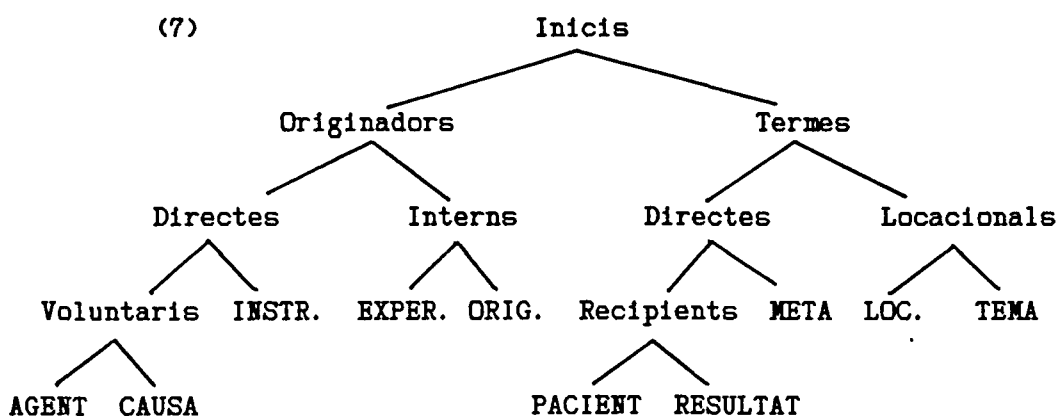 (7) Inicis
Originadors Termes
Directes Interns Directes Locacionals
Voluntaris INSTR. EXPER. ORIG. Recipients META LOC. TEMA
AGENT CAUSA PACIENT RESULTAT